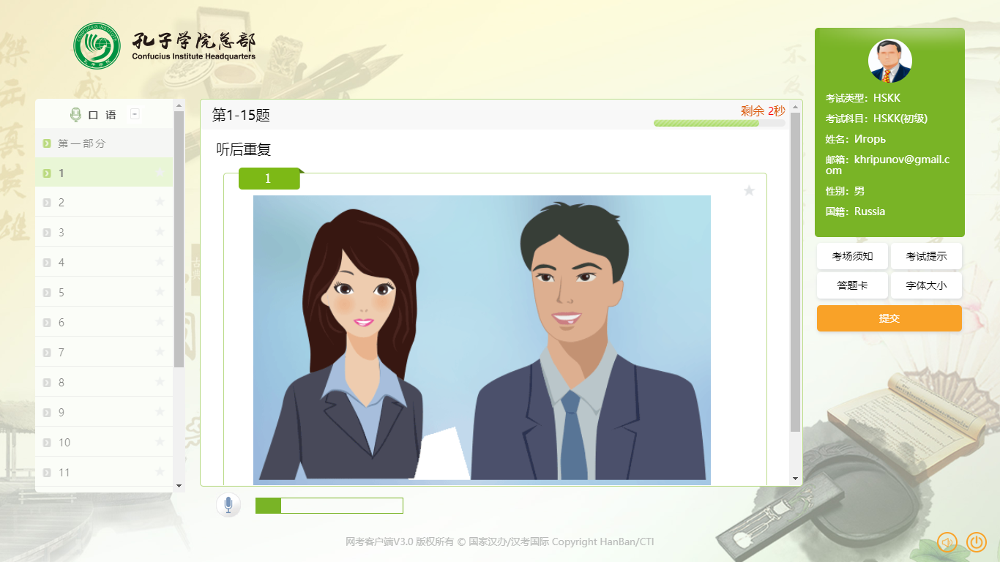 孔子学院总部
Confucius Institute Headquarters
口 语
第一部分
1
2
3
4
5
6
7
8
9
10
11
第1-15题
剩余 2秒
听后重复
1
考试类型：HSKK
考试科目：HSKK(初级)
姓名：Игорь
邮箱：khripunov@gmail.c
om
性别：男
国籍：Russia
考场须知
考试提示
答题卡
字体大小
提交
网考客户端V3.0 版权所有 © 国家汉办/汉考国际 Copyright HanBan/CTI